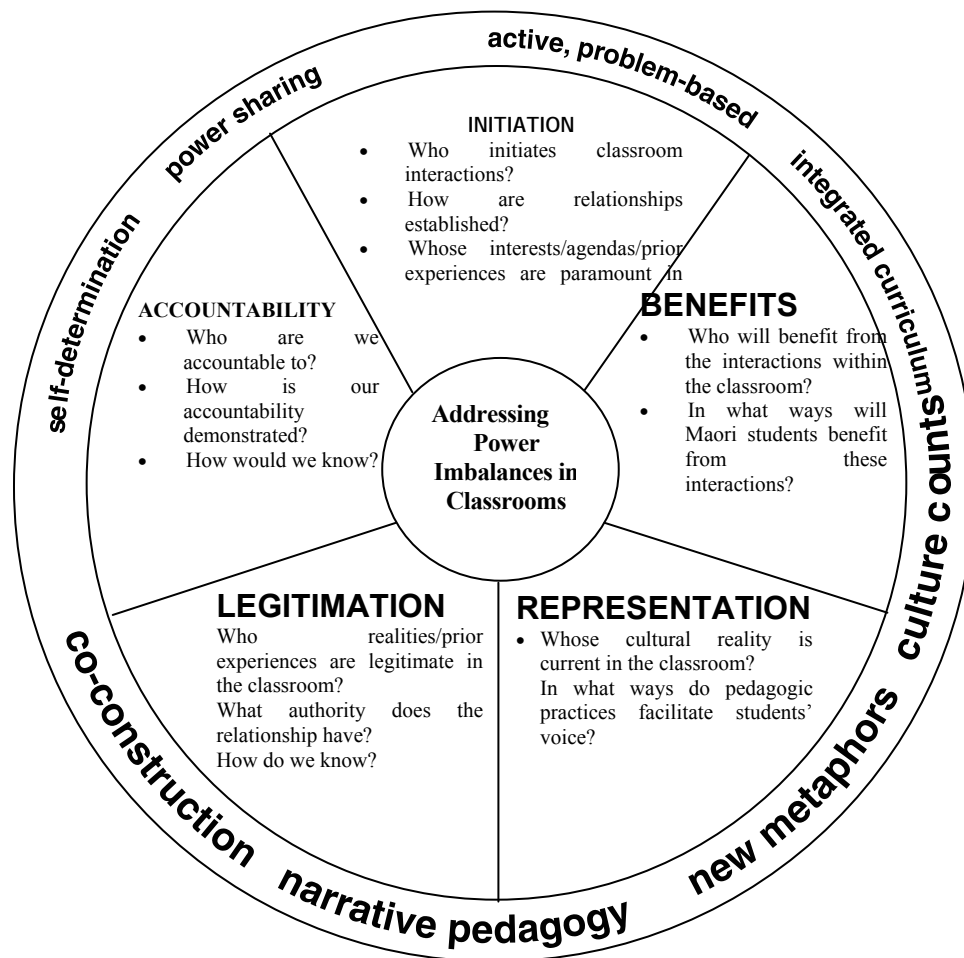 active, problem-based
integrated curriculum
culture counts
new metaphors
narrative pedagogy
co-construction
self-determination
power sharing
INITIATION
• Who initiates classroom
interactions?
• How are relationships
established?
• Whose interests/agendas/prior
experiences are paramount in
BENEFITS
• Who will benefit from
the interactions within
the classroom?
• In what ways will
Maori students benefit
from these
interactions?
REPRESENTATION
• Whose cultural reality is
current in the classroom?
In what ways do pedagogic
practices facilitate students’
voice?
LEGITIMATION
Who realities/prior
experiences are legitimate in
the classroom?
What authority does the
relationship have?
How do we know?
ACCOUNTABILITY
• Who are we
accountable to?
• How is our
accountability
demonstrated?
• How would we know?
Addressing
Power
Imbalances in
Classrooms